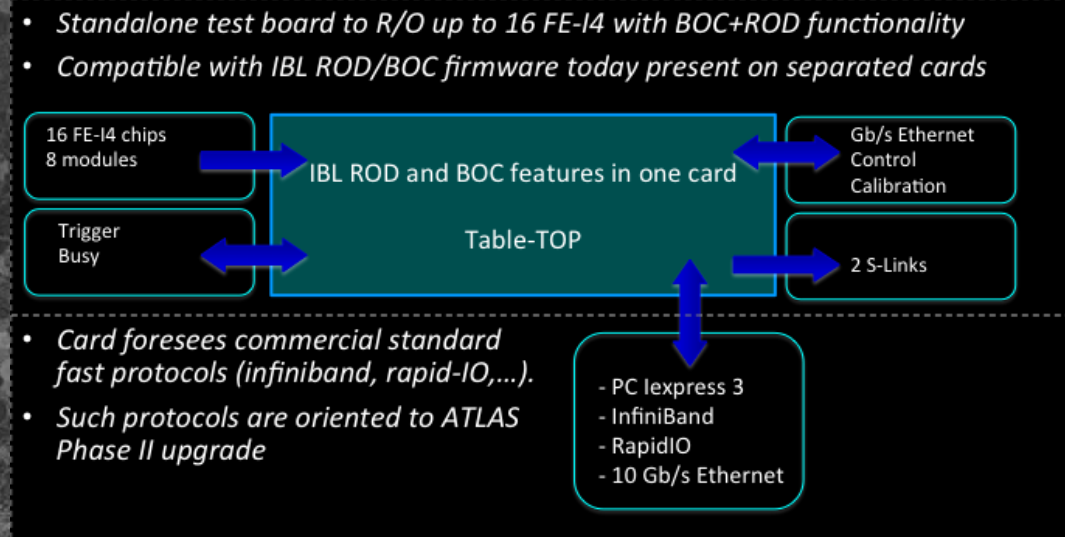 • Standalone test board to R/O up to 16 FE-I4 with BOC+ROD functionality
• Compatible with IBL ROD/BOC firmware today present on separated cards
16 FE-I4 chips
8 modules
Trigger
Busy
IBL ROD and BOC features in one card
Table-TOP
Gb/s Ethernet
Control
Calibration
2 S-Links
• Card foresees commercial standard
fast protocols (infiniband, rapid-IO,...).
• Such protocols are oriented to ATLAS
Phase II upgrade
- PC Iexpress 3
- InfiniBand
- RapidIO
- 10 Gb/s Ethernet